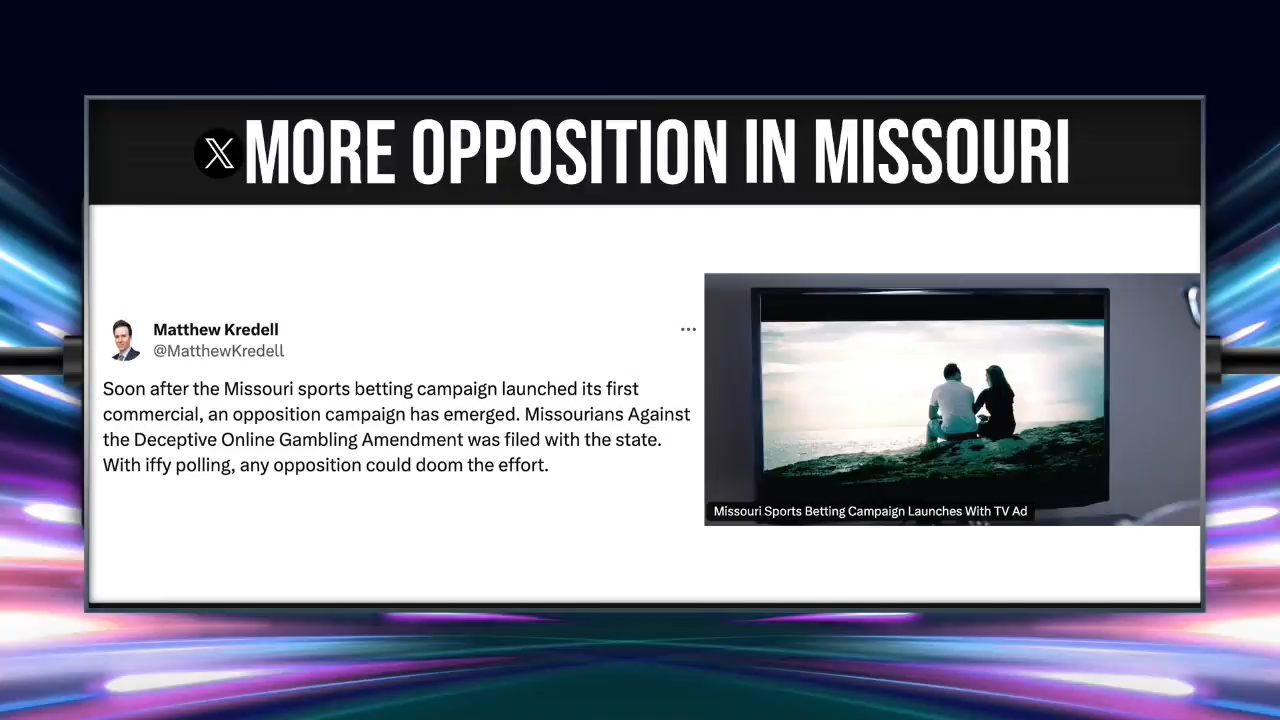 MORE OPPOSITION IN MISSOURI
Matthew Kredell
@MatthewKredell
Soon after the Missouri sports betting campaign launched its first
commercial, an opposition campaign has emerged. Missourians Against
the Deceptive Online Gambling Amendment was filed with the state.
With iffy polling, any opposition could doom the effort.
Missouri Sports Betting Campaign Launches With TV Ad